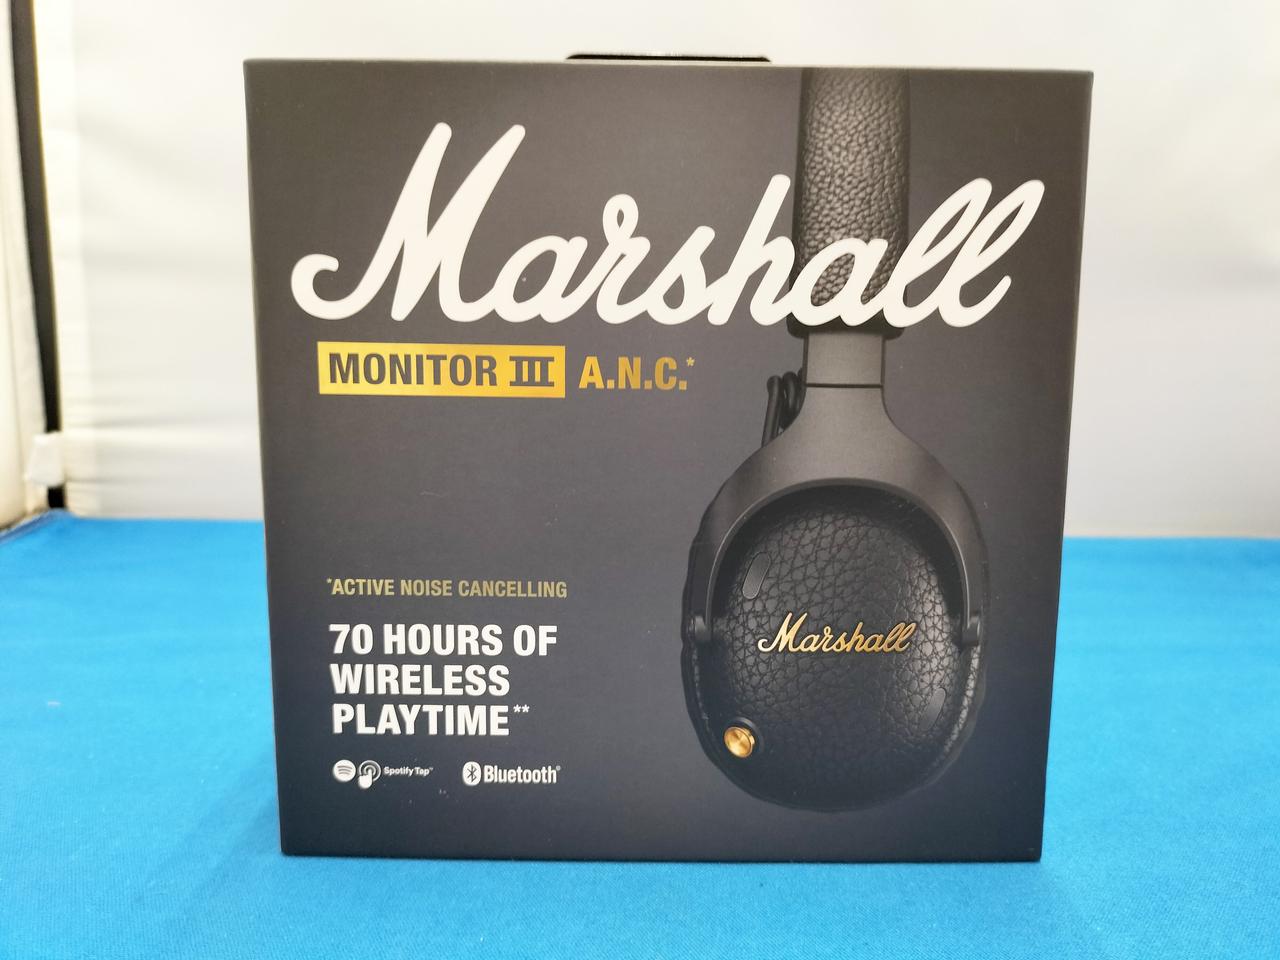 Marshall
MONITOR III A.N.C.*
*ACTIVE NOISE CANCELLING
70 HOURS OF
WIRELESS
PLAYTIME**
Spotify Tap™ Bluetooth®
Marshall